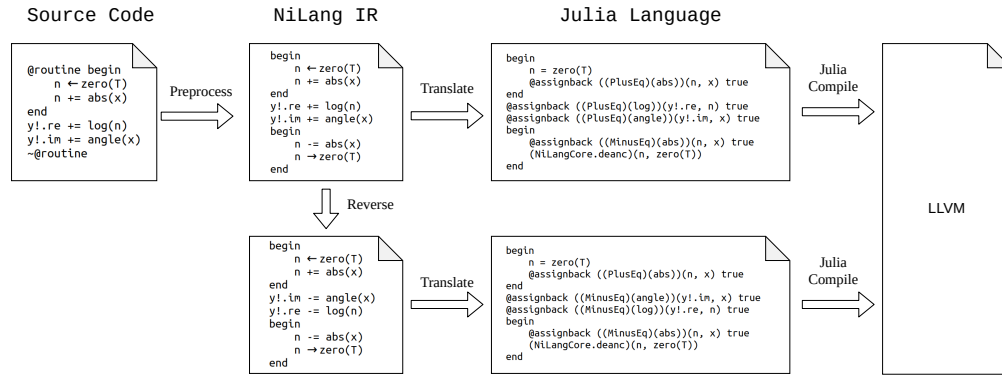 Source Code
NiLang IR
Julia Language
@routine begin
    n ← zero(T)
    n += abs(x)
end
y!.re += log(n)
y!.im += angle(x)
~@routine
Preprocess
begin
    n ← zero(T)
    n += abs(x)
end
y!.re += log(n)
y!.im += angle(x)
begin
    n -= abs(x)
    n → zero(T)
end
Translate
begin
    n = zero(T)
    @assignback ((PlusEq)(abs))(n, x) true
end
@assignback ((PlusEq)(log))(y!.re, n) true
@assignback ((PlusEq)(angle))(y!.im, x) true
begin
    @assignback ((MinusEq)(abs))(n, x) true
    (NiLangCore.deanc)(n, zero(T))
end
Julia
Compile
LLVM
Reverse
begin
    n ← zero(T)
    n += abs(x)
end
y!.im -= angle(x)
y!.re -= log(n)
begin
    n -= abs(x)
    n → zero(T)
end
Translate
begin
    n = zero(T)
    @assignback ((PlusEq)(abs))(n, x) true
end
@assignback ((MinusEq)(angle))(y!.im, x) true
@assignback ((MinusEq)(log))(y!.re, n) true
begin
    @assignback ((MinusEq)(abs))(n, x) true
    (NiLangCore.deanc)(n, zero(T))
end
Julia
Compile